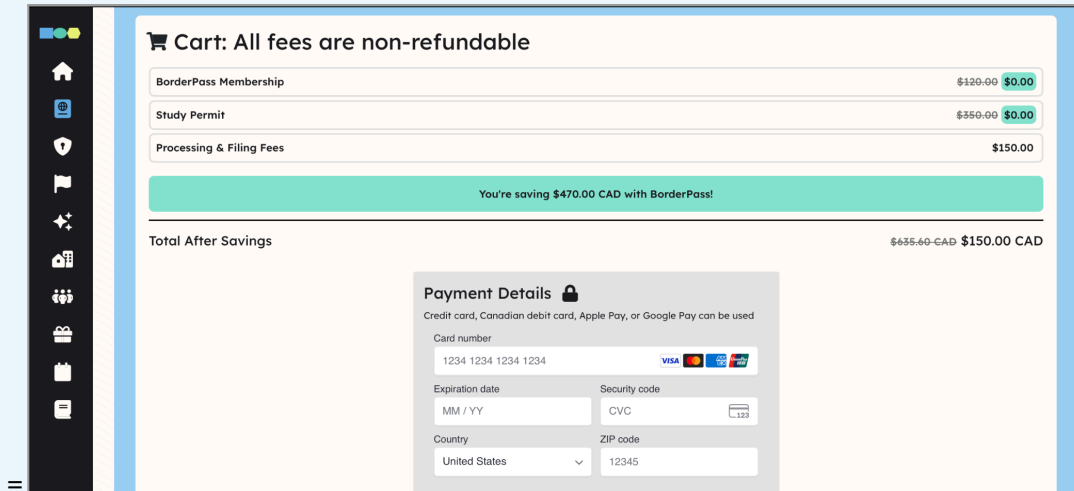 Cart: All fees are non-refundable
BorderPass Membership $120.00 $0.00
Study Permit $350.00 $0.00
Processing & Filing Fees $150.00
You're saving $470.00 CAD with BorderPass!
Total After Savings $635.60 CAD $150.00 CAD
Payment Details
Credit card, Canadian debit card, Apple Pay, or Google Pay can be used
Card number
1234 1234 1234 1234 VISA
Expiration date Security code
MM / YY CVC 123
Country ZIP code
United States 12345